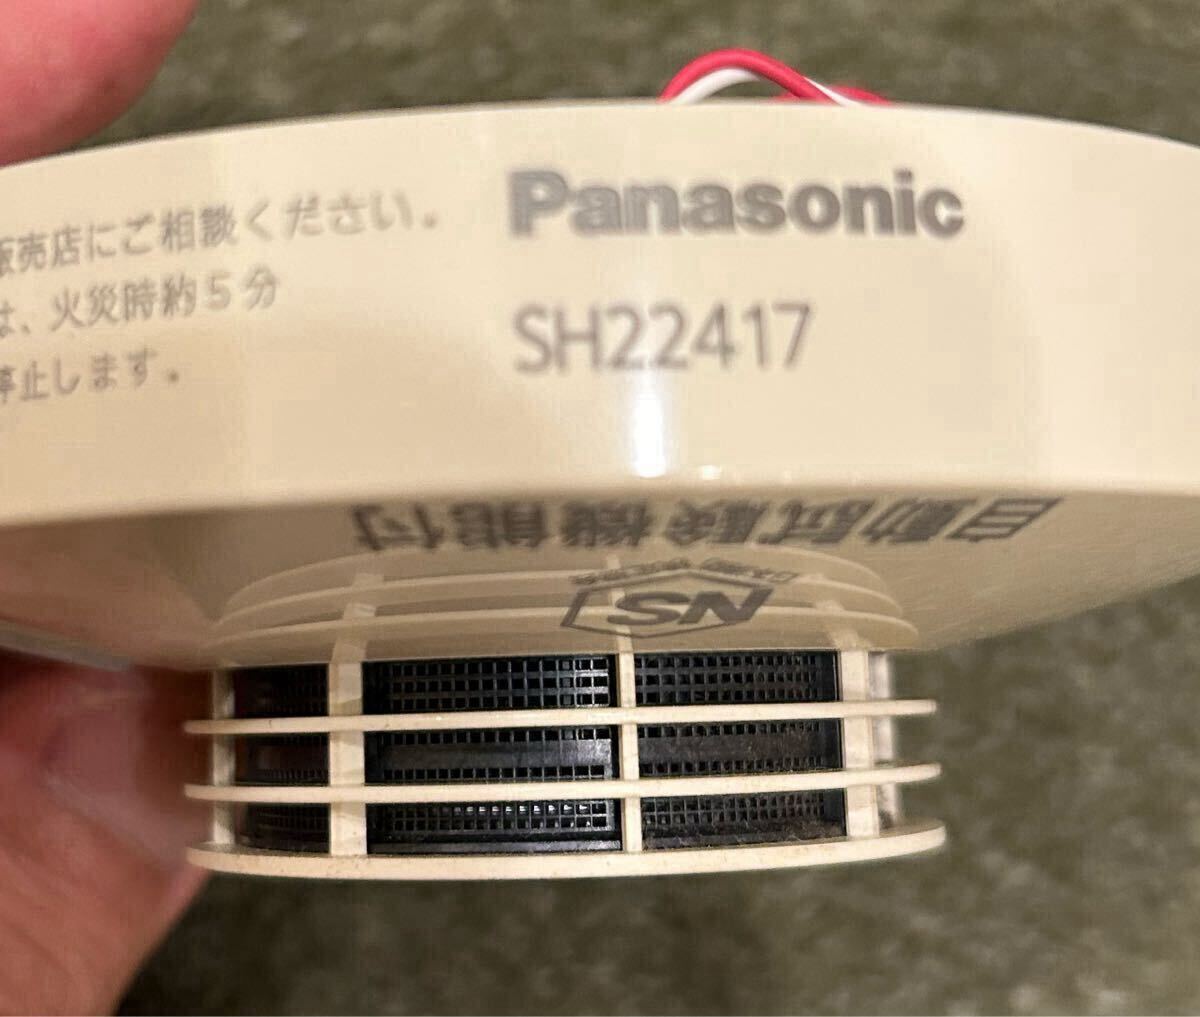 販売店にご相談ください.
は、火災時約５分
停止します.
Panasonic
SH22417
自動試験機能付
NS